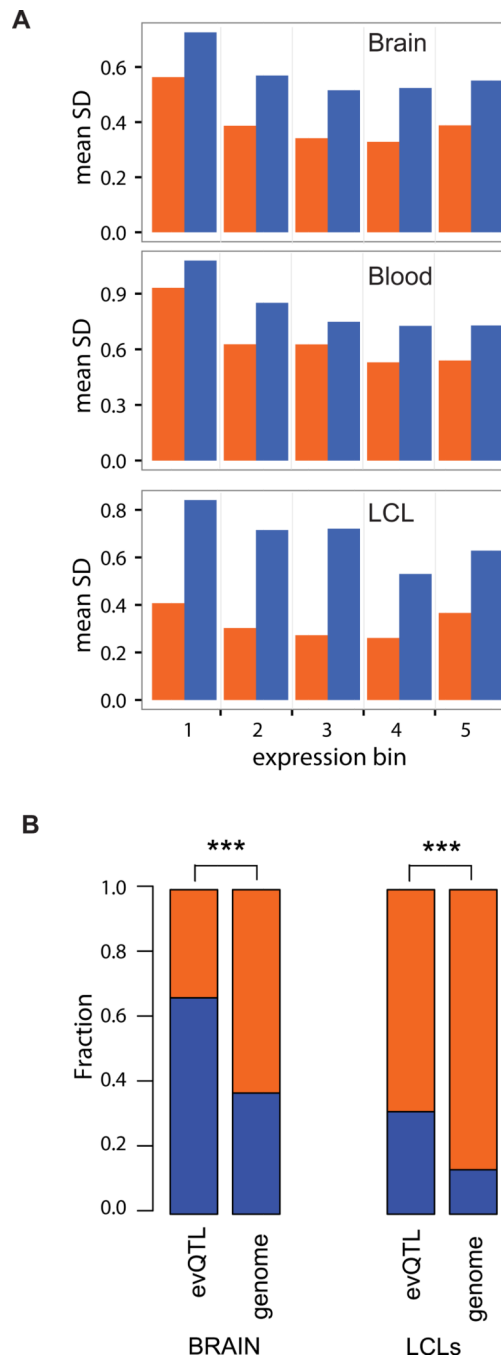 A
Brain
mean SD
0.6
0.4
0.2
0.0
Blood
mean SD
0.9
0.6
0.3
0.0
LCL
mean SD
0.8
0.6
0.4
0.2
0.0
1 2 3 4 5
expression bin
B
*** ***
Fraction
1.0
0.8
0.6
0.4
0.2
0.0
evQTL genome evQTL genome
BRAIN LCLs